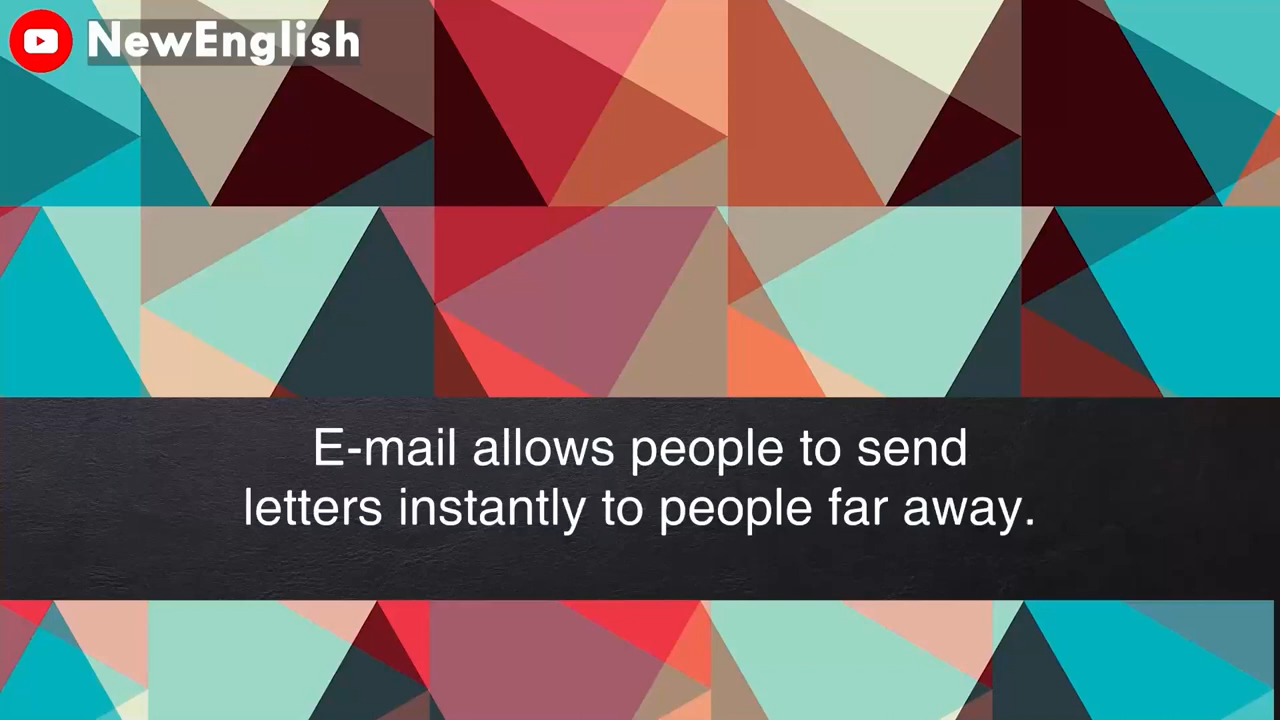 NewEnglish
E-mail allows people to send
letters instantly to people far away.